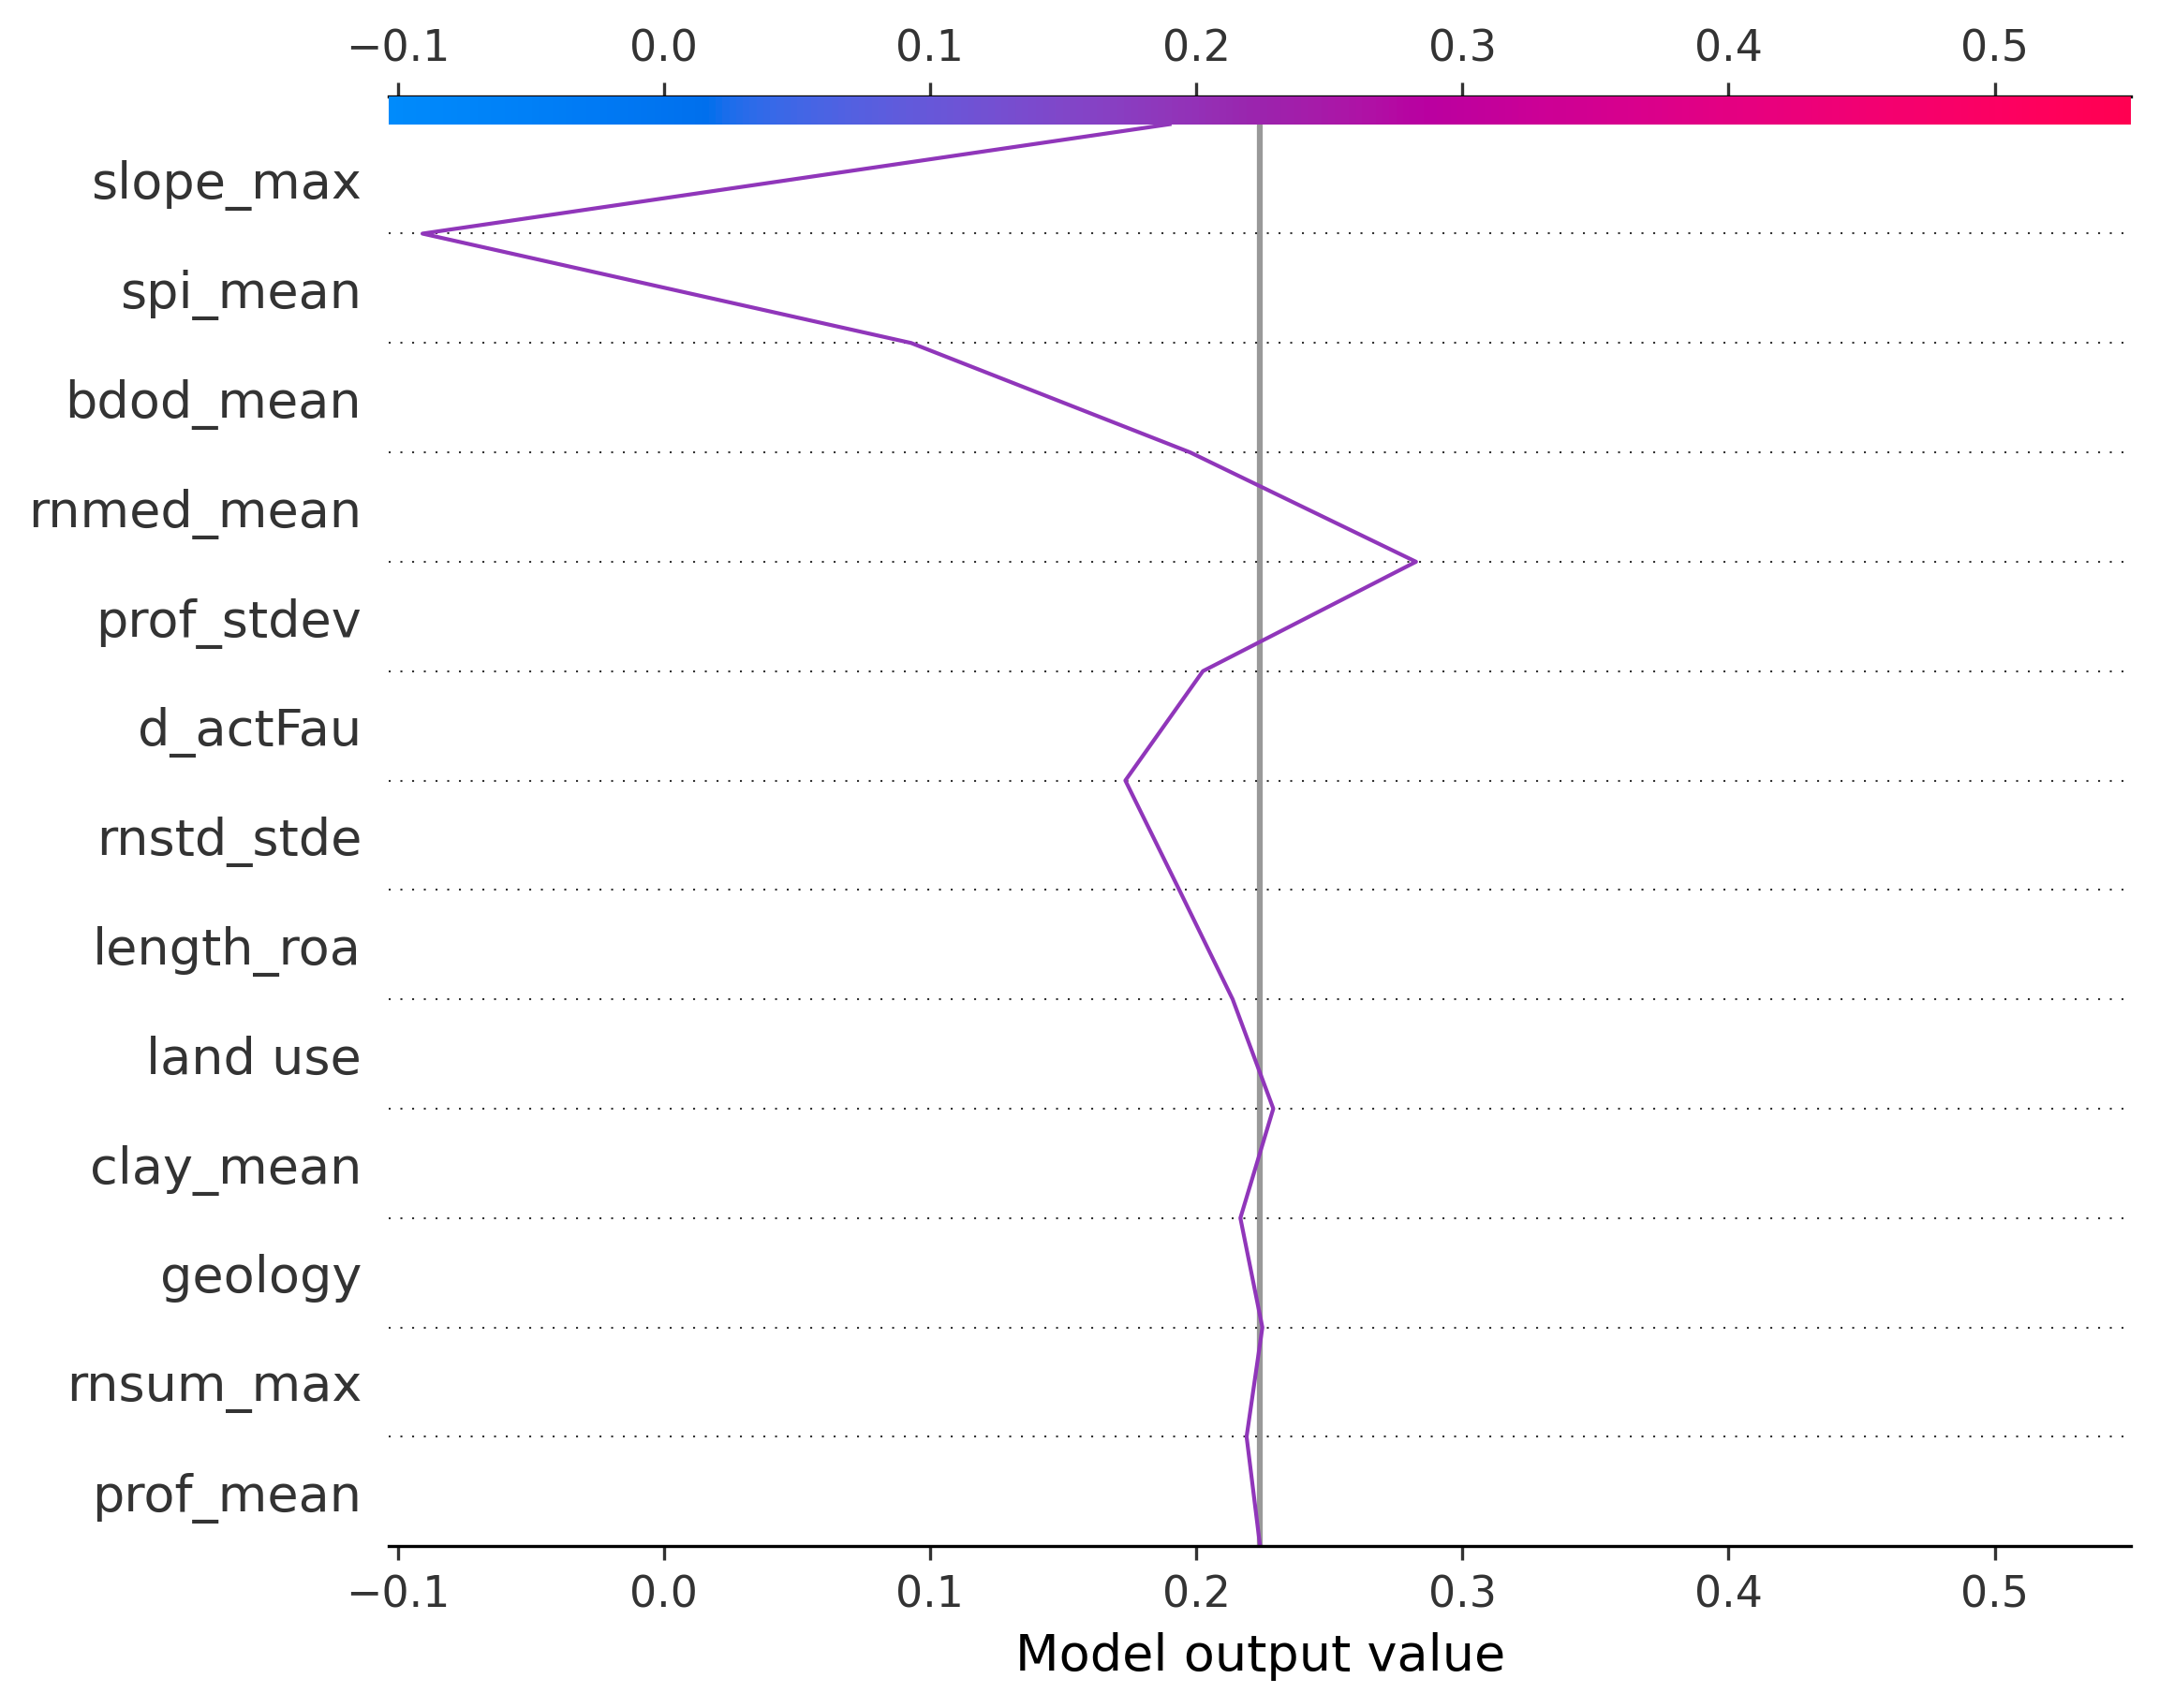 −0.1 0.0 0.1 0.2 0.3 0.4 0.5
slope_max
spi_mean
bdod_mean
rnmed_mean
prof_stdev
d_actFau
rnstd_stde
length_roa
land use
clay_mean
geology
rnsum_max
prof_mean
−0.1 0.0 0.1 0.2 0.3 0.4 0.5
Model output value